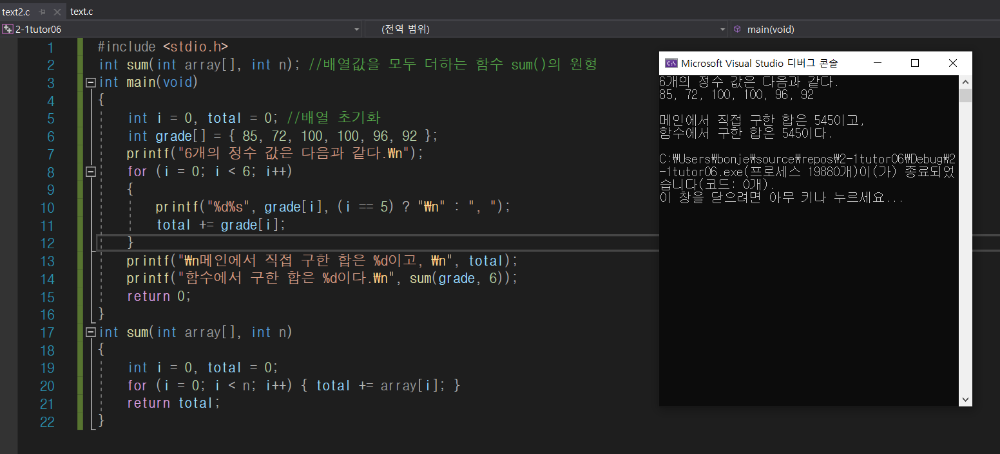 text2.c text.c
2-1tutor06 (전역 범위) main(void)
1 #include <stdio.h>
2 int sum(int array[], int n); //배열값을 모두 더하는 함수 sum()의 원형
3 int main(void)
4 {
5 int i = 0, total = 0; //배열 초기화
6 int grade[] = { 85, 72, 100, 100, 96, 92 };
7 printf("6개의 정수 값은 다음과 같다.₩n");
8 for (i = 0; i < 6; i++)
9 {
10 printf("%d%s", grade[i], (i == 5) ? "₩n" : ", ");
11 total += grade[i];
12 }
13 printf("₩n메인에서 직접 구한 합은 %d이고, ₩n", total);
14 printf("함수에서 구한 합은 %d이다.₩n", sum(grade, 6));
15 return 0;
16 }
17 int sum(int array[], int n)
18 {
19 int i = 0, total = 0;
20 for (i = 0; i < n; i++) { total += array[i]; }
21 return total;
22 }
Microsoft Visual Studio 디버그 콘솔
6개의 정수 값은 다음과 같다.
85, 72, 100, 100, 96, 92
메인에서 직접 구한 합은 545이고,
함수에서 구한 합은 545이다.
C:₩Users₩bonje₩source₩repos₩2-1tutor06₩Debug₩2
-1tutor06.exe(프로세스 19880개)이(가) 종료되었
습니다(코드: 0개).
이 창을 닫으려면 아무 키나 누르세요...